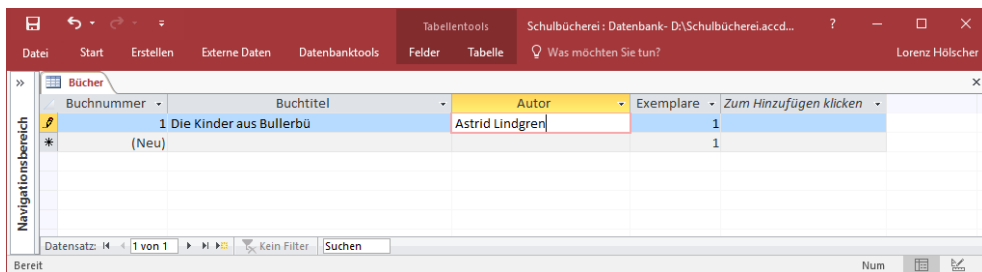 Tabellentools Schulbücherei : Datenbank- D:\Schulbücherei.accd... ?
Datei Start Erstellen Externe Daten Datenbanktools Felder Tabelle Was möchten Sie tun? Lorenz Hölscher
Bücher
Buchnummer Buchtitel Autor Exemplare Zum Hinzufügen klicken
1 Die Kinder aus Bullerbü Astrid Lindgren 1
(Neu) 1
Navigationsbereich
Datensatz: 1 von 1 Kein Filter Suchen
Bereit Num